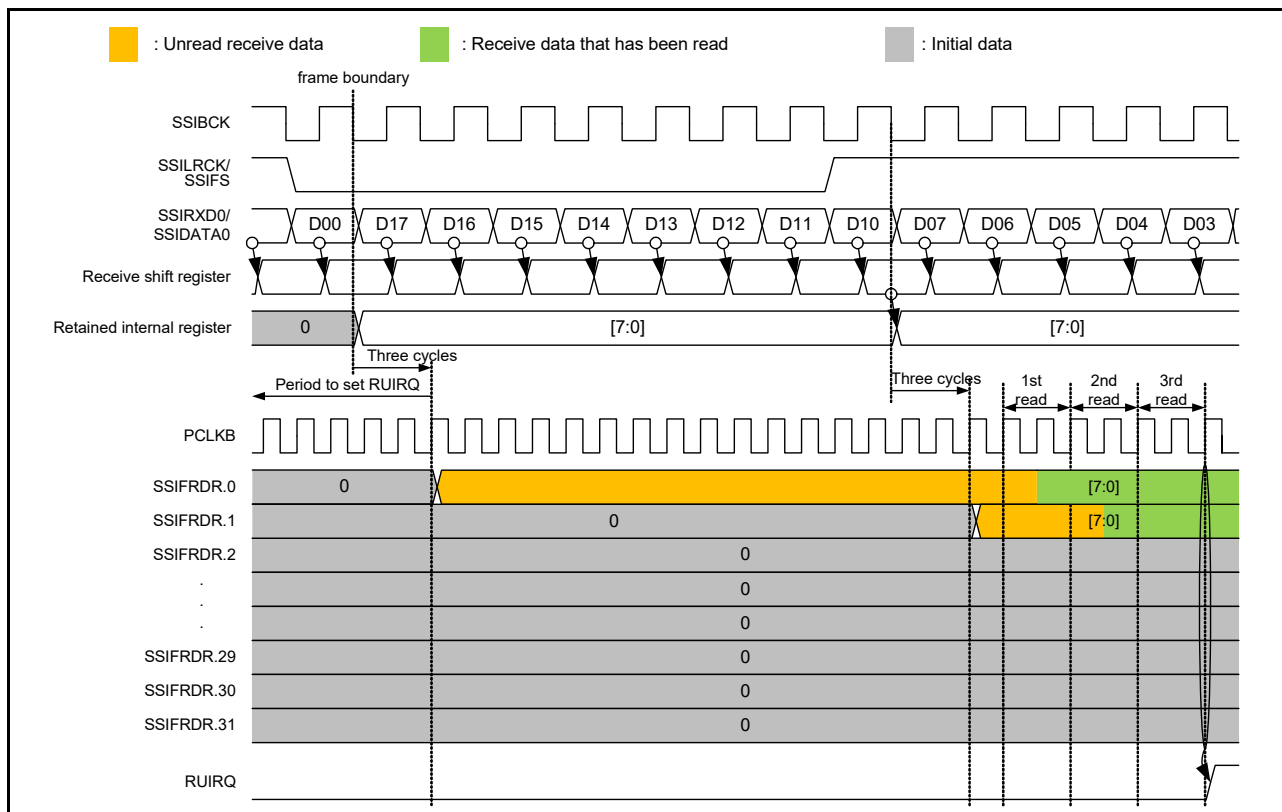 : Unread receive data
: Receive data that has been read
: Initial data
frame boundary
SSIBCK
SSILRCK/
SSIFS
SSIRXD0/
SSIDATA0
D00 D17 D16 D15 D14 D13 D12 D11 D10 D07 D06 D05 D04 D03
Receive shift register
Retained internal register 0 [7:0] [7:0]
Three cycles
Period to set RUIRQ
Three cycles
1st
read
2nd
read
3rd
read
PCLKB
SSIFRDR.0 0 [7:0]
SSIFRDR.1 0 [7:0]
SSIFRDR.2 0
. 0
.
. 0
SSIFRDR.29 0
SSIFRDR.30 0
SSIFRDR.31 0
RUIRQ